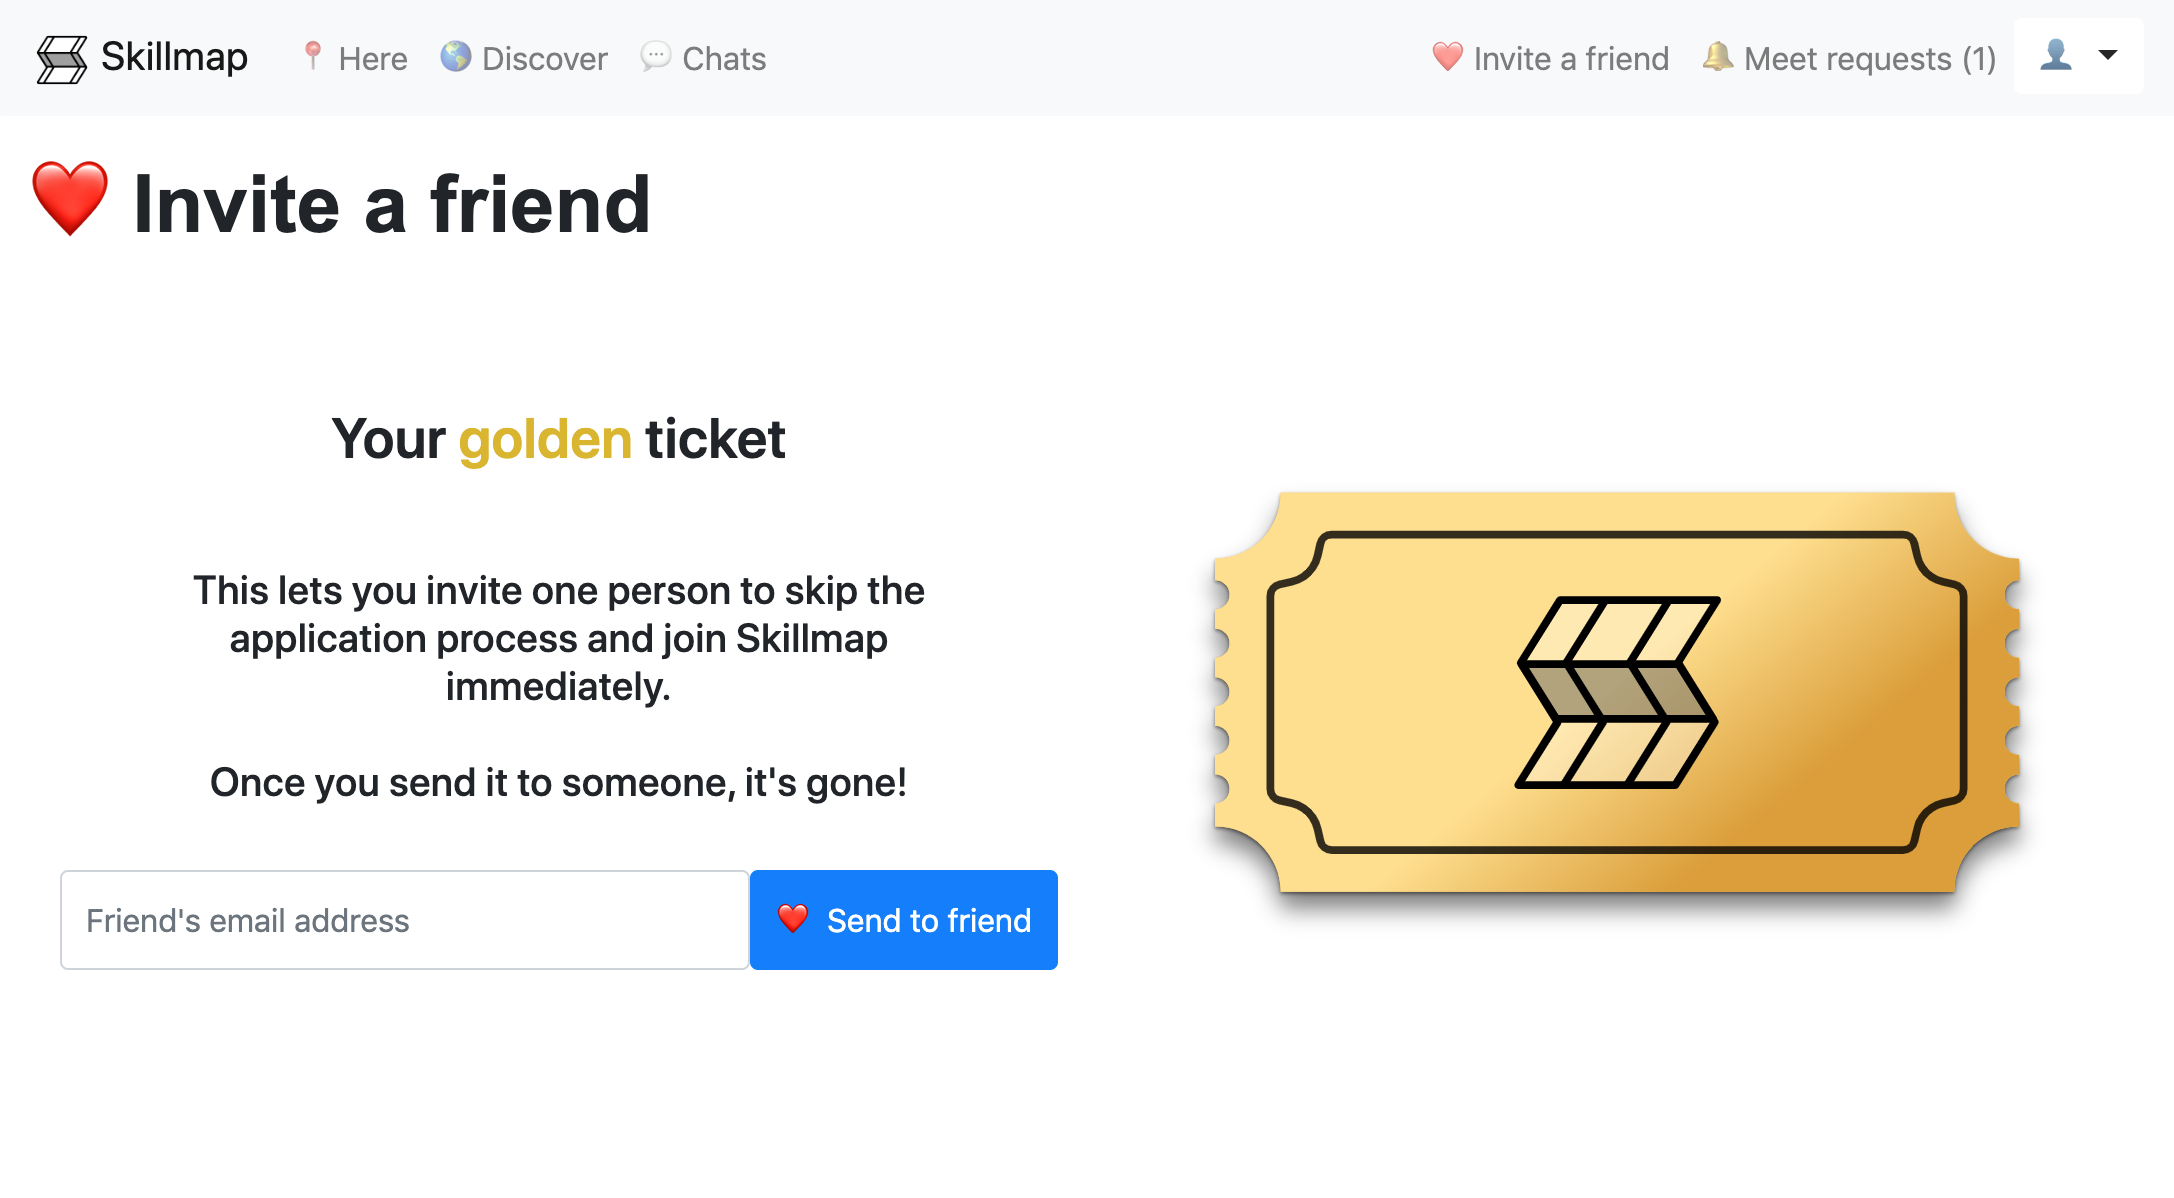 Skillmap
Here
Discover
Chats
Invite a friend
Meet requests (1)
Invite a friend
Your golden ticket
This lets you invite one person to skip the
application process and join Skillmap
immediately.
Once you send it to someone, it's gone!
Friend's email address
Send to friend